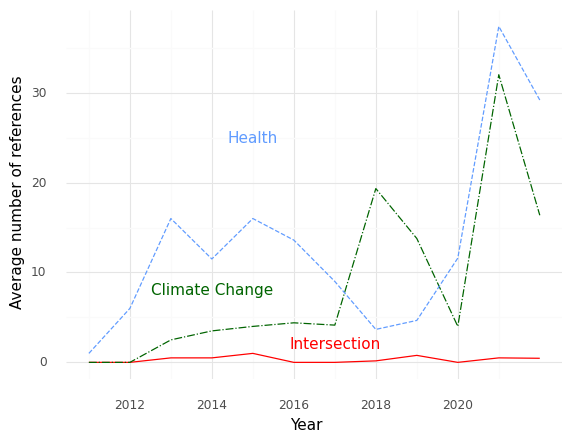 30
20
10
0
Average number of references
Health
Climate Change
Intersection
2012 2014 2016 2018 2020
Year